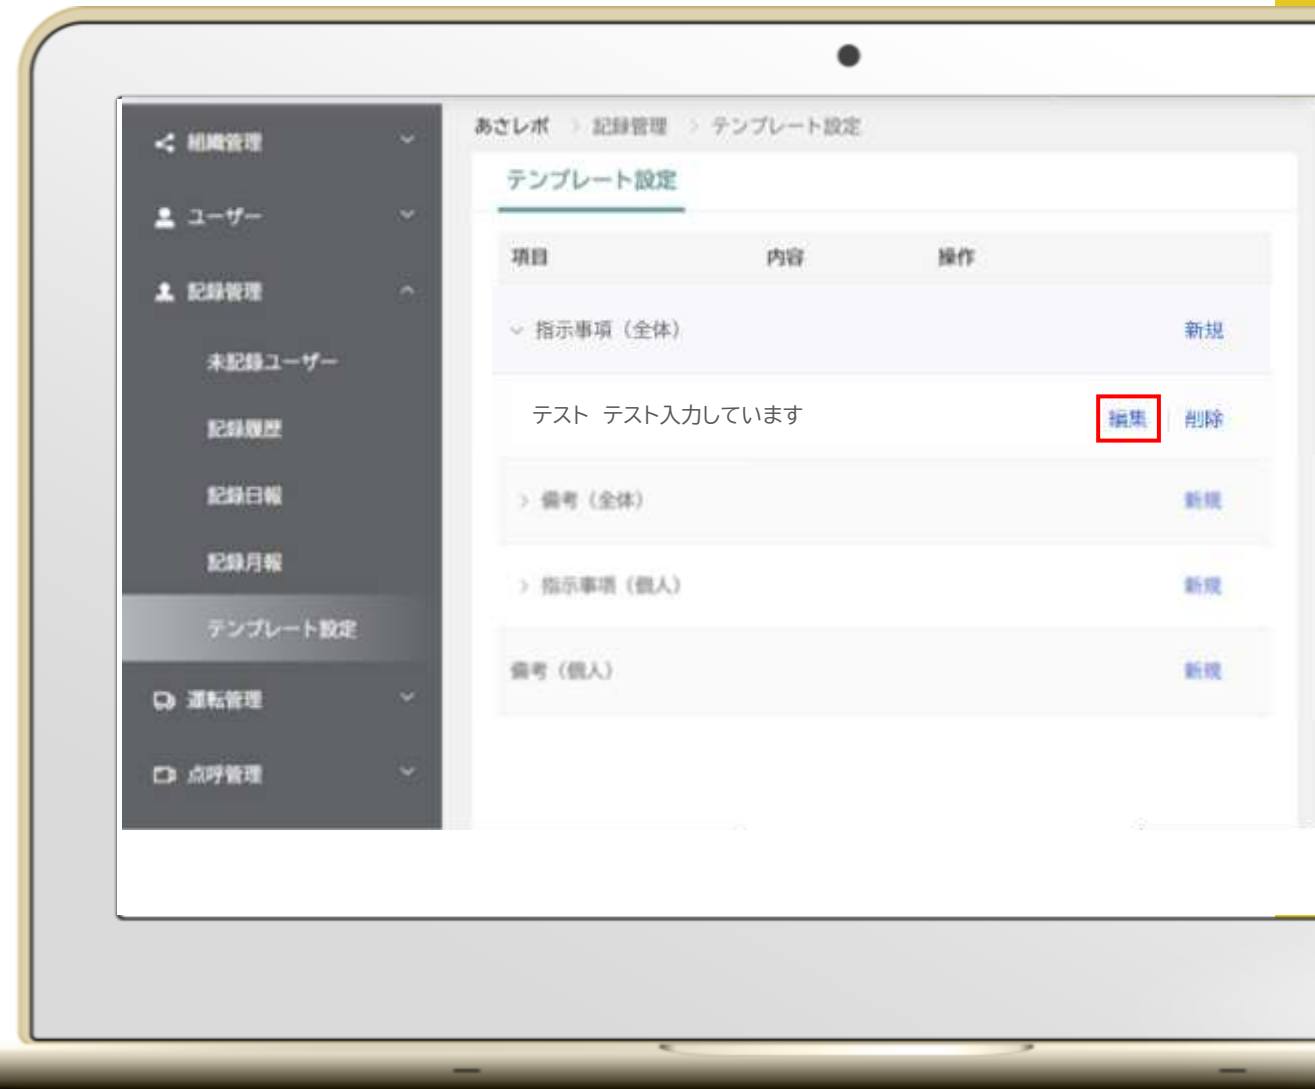 組織管理
ユーザー
記録管理
未記録ユーザー
記録履歴
記録日報
記録月報
テンプレート設定
運転管理
点呼管理
あさレポ > 記録管理 > テンプレート設定
テンプレート設定
項目 内容 操作
指示事項（全体） 新規
テスト テスト入力しています 編集 削除
備考（全体） 新規
指示事項（個人） 新規
備考（個人） 新規